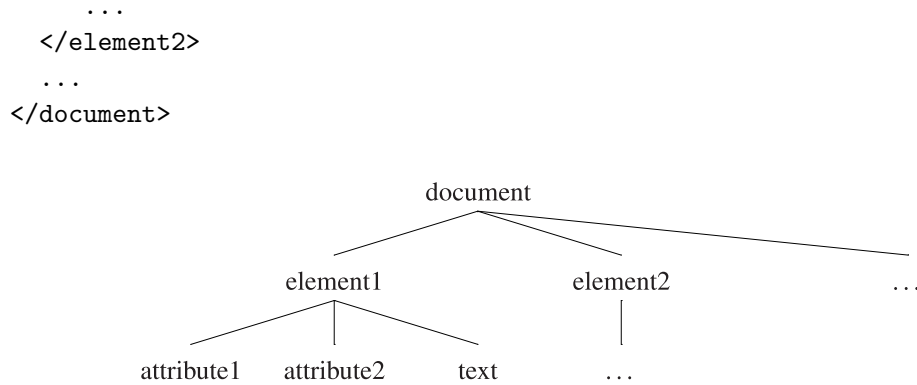 ...
</element2>
...
</document>
document
element1 element2 ...
attribute1 attribute2 text ...